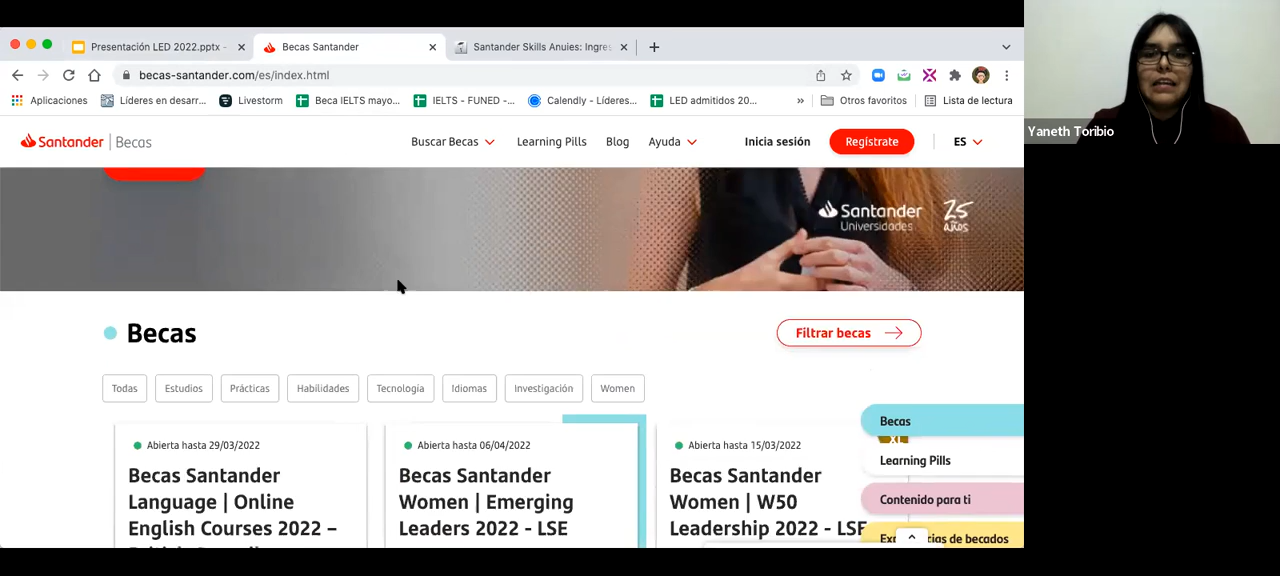 Presentación LED 2022.pptx -
Becas Santander
Santander Skills Anuies: Ingre
becas-santander.com/es/index.html
Aplicaciones
Líderes en desarr...
Livestorm
Beca IELTS mayo...
IELTS - FUNED -...
Calendly - Líderes...
LED admitidos 20...
»
Otros favoritos
Lista de lectura
Santander | Becas
Buscar Becas
Learning Pills
Blog
Ayuda
Inicia sesión
Regístrate
ES
Yaneth Toribio
Santander
Universidades
25
años
Becas
Filtrar becas
Todas
Estudios
Prácticas
Habilidades
Tecnología
Idiomas
Investigación
Women
Abierta hasta 29/03/2022
Becas Santander
Language | Online
English Courses 2022 –
Abierta hasta 06/04/2022
Becas Santander
Women | Emerging
Leaders 2022 - LSE
Abierta hasta 15/03/2022
Becas Santander
Women | W50
Leadership 2022 - LSE
Becas
Learning Pills
Contenido para ti
de becados